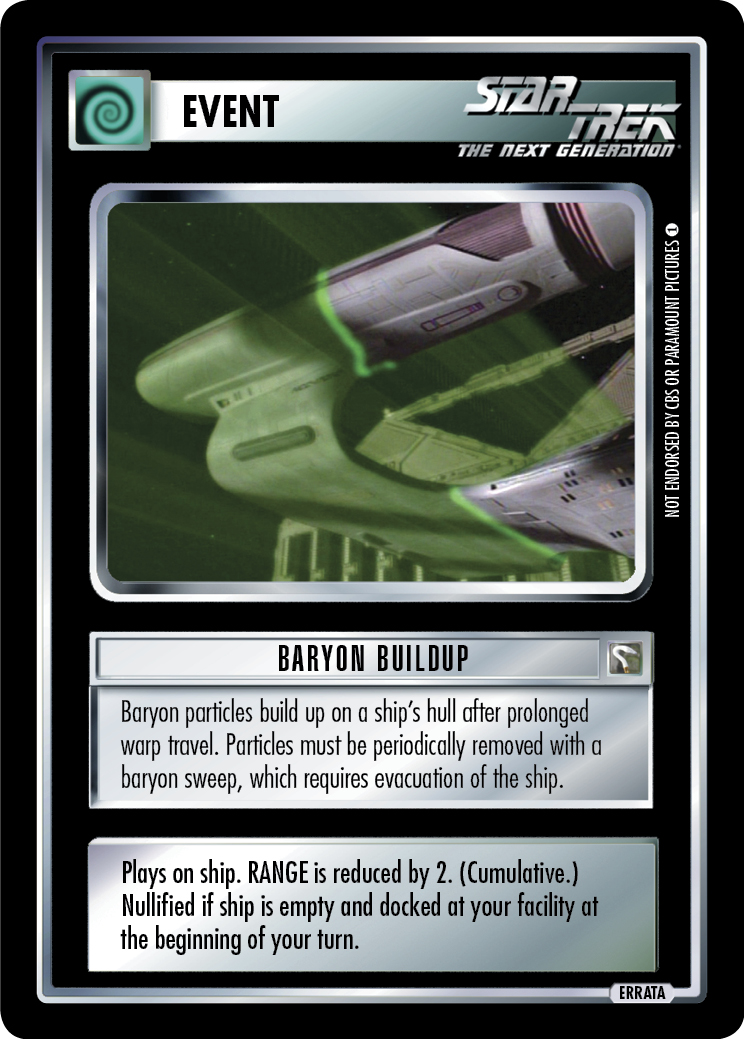 EVENT
STAR TREK
THE NEXT GENERATION
NOT ENDORSED BY CBS OR PARAMOUNT PICTURES 1
BARYON BUILDUP
Baryon particles build up on a ship's hull after prolonged
warp travel. Particles must be periodically removed with a
baryon sweep, which requires evacuation of the ship.
Plays on ship. RANGE is reduced by 2. (Cumulative.)
Nullified if ship is empty and docked at your facility at
the beginning of your turn.
ERRATA